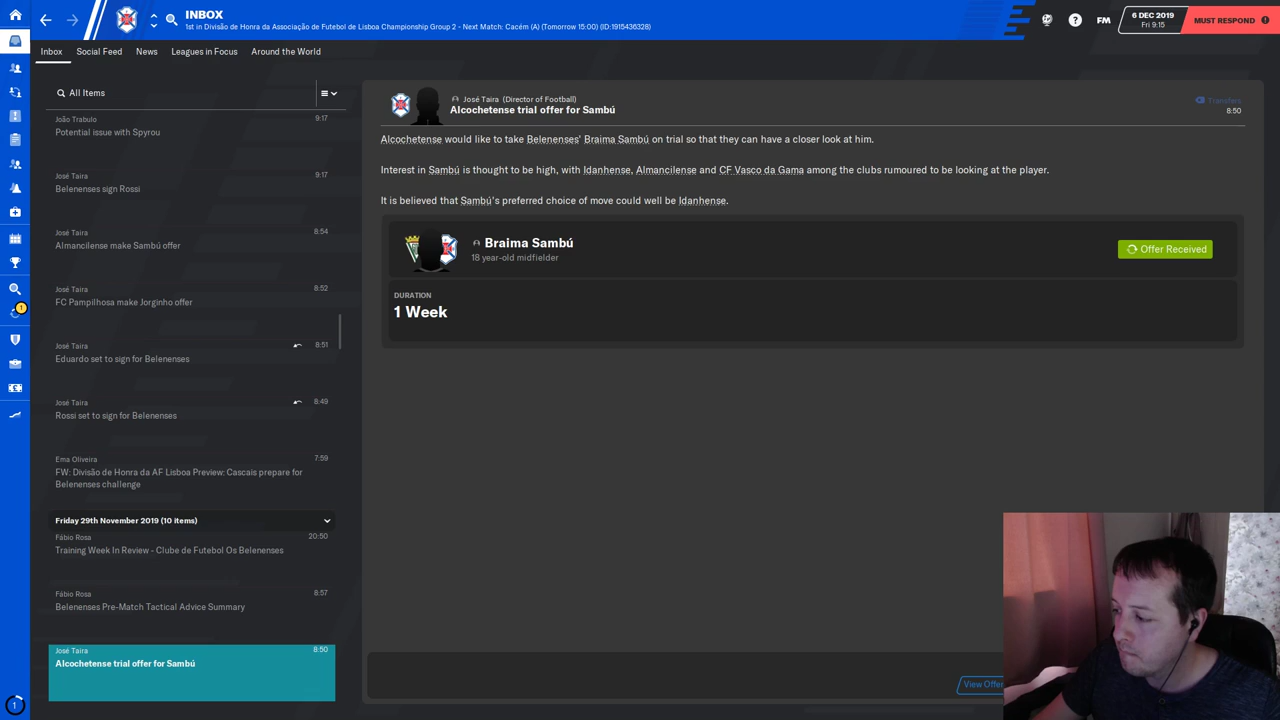 INBOX
1st in Divisão de Honra da Associação de Futebol de Lisboa Championship Group 2 - Next Match: Cacém (A) (Tomorrow 15:00) (ID:1915436328)
?
FM
6 DEC 2019
Fri 9:15
MUST RESPOND
Inbox
Social Feed
News
Leagues in Focus
Around the World
All Items
João Trabulo 9:17
Potential issue with Spyrou
José Taira 9:17
Belenenses sign Rossi
José Taira 8:54
Almancilense make Sambú offer
José Taira 8:52
FC Pampilhosa make Jorginho offer
José Taira 8:51
Eduardo set to sign for Belenenses
José Taira 8:49
Rossi set to sign for Belenenses
Ema Oliveira 7:59
FW: Divisão de Honra da AF Lisboa Preview: Cascais prepare for
Belenenses challenge
Friday 29th November 2019 (10 items)
Fábio Rosa 20:50
Training Week In Review - Clube de Futebol Os Belenenses
Fábio Rosa 8:57
Belenenses Pre-Match Tactical Advice Summary
José Taira 8:50
Alcochetense trial offer for Sambú
1
1
José Taira (Director of Football)
Alcochetense trial offer for Sambú
Transfers
8:50
Alcochetense would like to take Belenenses' Braima Sambú on trial so that they can have a closer look at him.
Interest in Sambú is thought to be high, with Idanhense, Almancilense and CF Vasco da Gama among the clubs rumoured to be looking at the player.
It is believed that Sambú's preferred choice of move could well be Idanhense.
Braima Sambú
18 year-old midfielder
Offer Received
DURATION
1 Week
View Offer